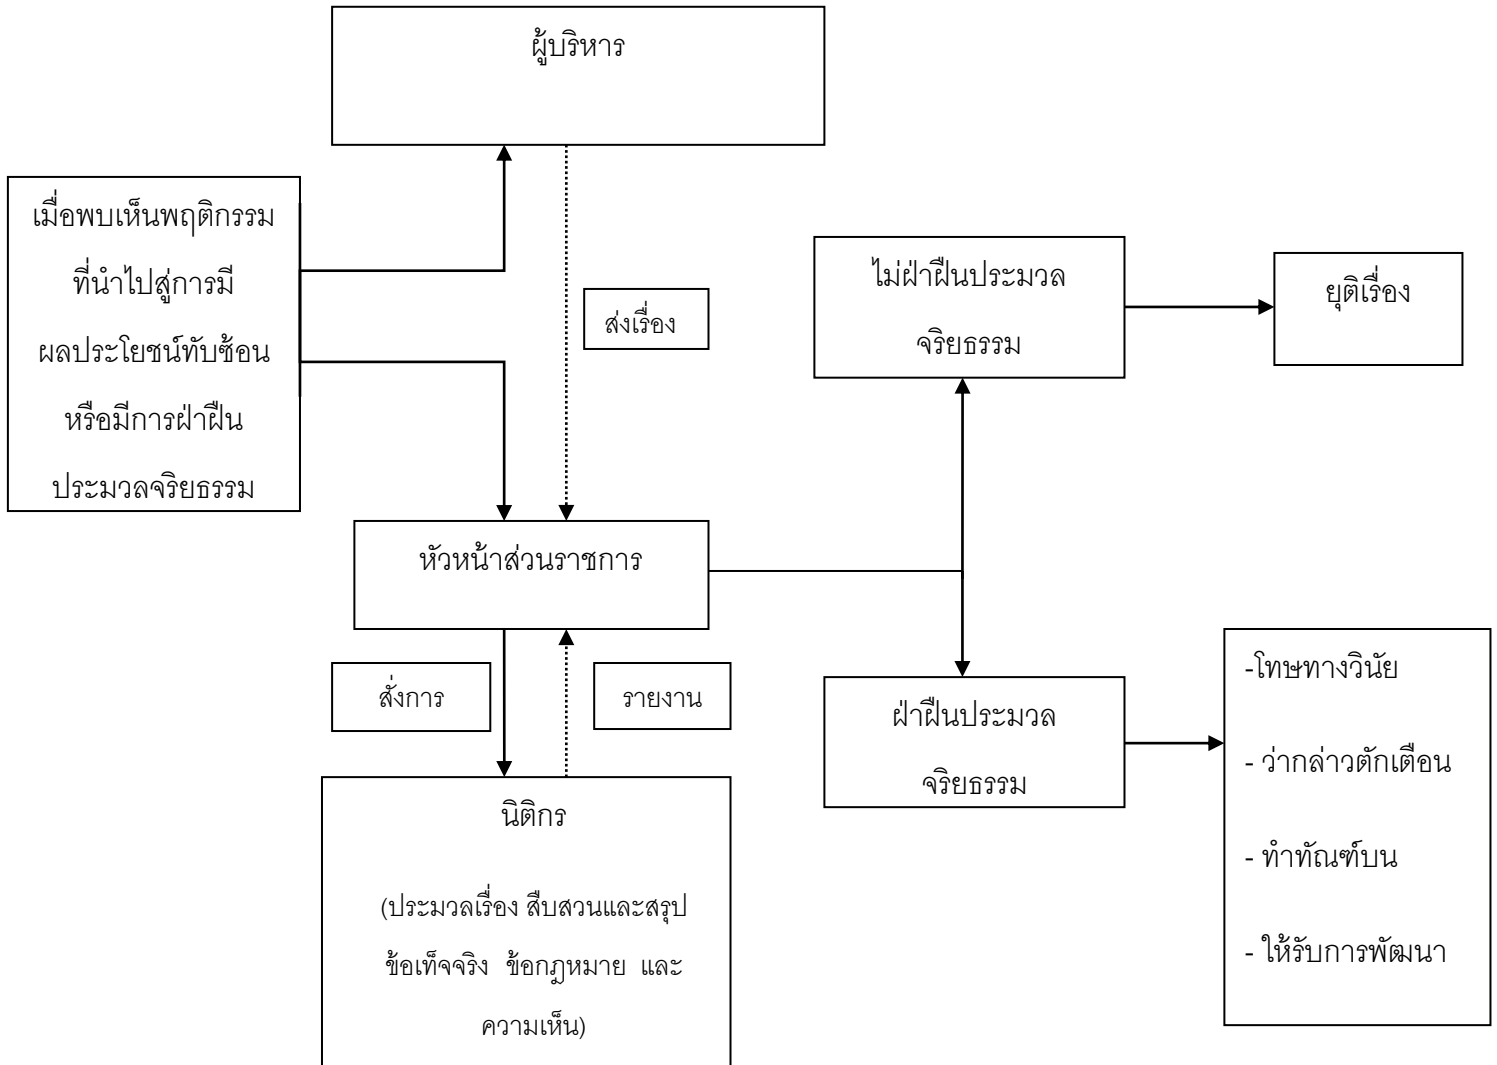 ผู้บริหาร
เมื่อพบเห็นพฤติกรรม
ที่นำไปสู่การมี
ผลประโยชน์ทับซ้อน
หรือมีการฝ่าฝืน
ประมวลจริยธรรม
ส่งเรื่อง
ไม่ฝ่าฝืนประมวล
จริยธรรม
ยุติเรื่อง
หัวหน้าส่วนราชการ
สั่งการ
รายงาน
ฝ่าฝืนประมวล
จริยธรรม
-โทษทางวินัย
- ว่ากล่าวตักเตือน
- ทำทัณฑ์บน
- ให้รับการพัฒนา
นิติกร
(ประมวลเรื่อง สืบสวนและสรุป
ข้อเท็จจริง ข้อกฎหมาย และ
ความเห็น)